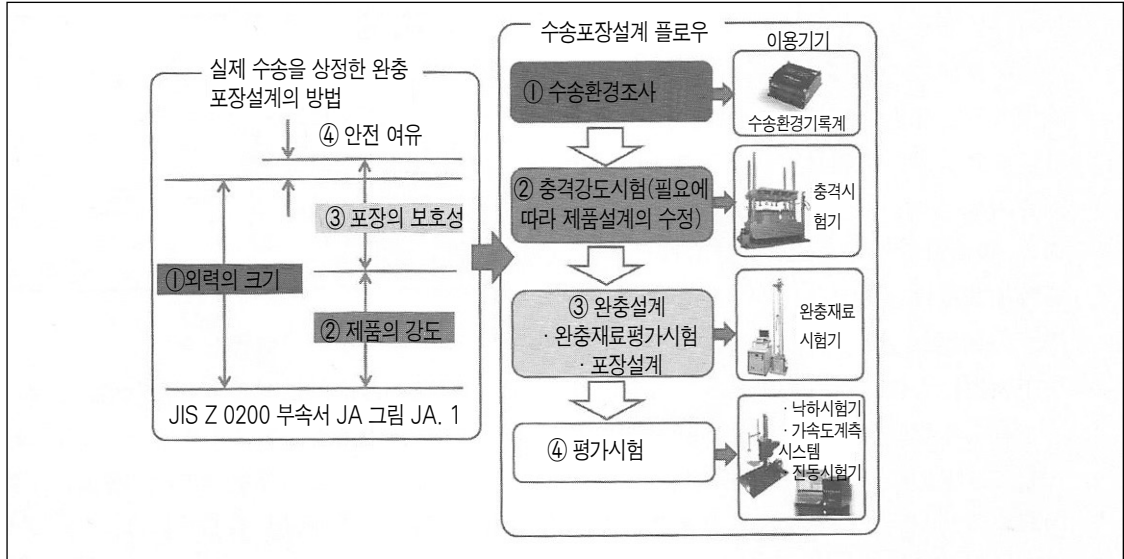 실제 수송을 상정한 완충
포장설계의 방법
④ 안전 여유
③ 포장의 보호성
①외력의 크기
② 제품의 강도
JIS Z 0200 부속서 JA 그림 JA. 1
수송포장설계 플로우
이용기기
① 수송환경조사
수송환경기록계
② 충격강도시험(필요에
따라 제품설계의 수정)
충격시
험기
③ 완충설계
· 완충재료평가시험
· 포장설계
완충재료
시험기
④ 평가시험
· 낙하시험기
· 가속도계측
시스템
진동시험기